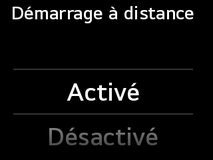 Démarrage à distance
Activé
Désactivé